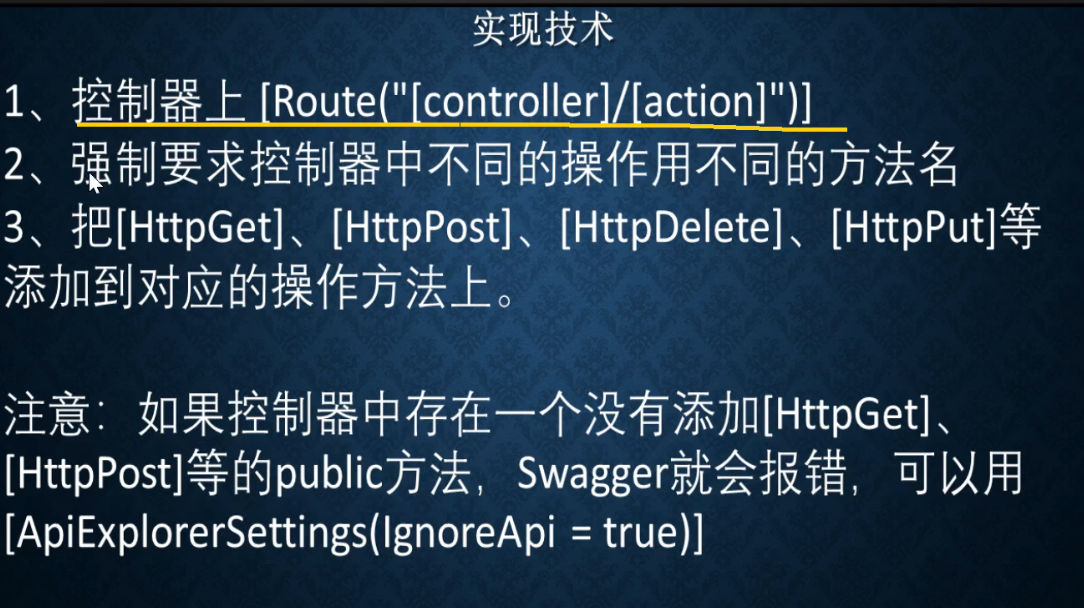 实现技术
1、控制器上 [Route("[controller]/[action]")]
2、强制要求控制器中不同的操作用不同的方法名
3、把[HttpGet]、[HttpPost]、[HttpDelete]、[HttpPut]等
添加到对应的操作方法上。
注意：如果控制器中存在一个没有添加[HttpGet]、
[HttpPost]等的public方法，Swagger就会报错，可以用
[ApiExplorerSettings(IgnoreApi = true)]